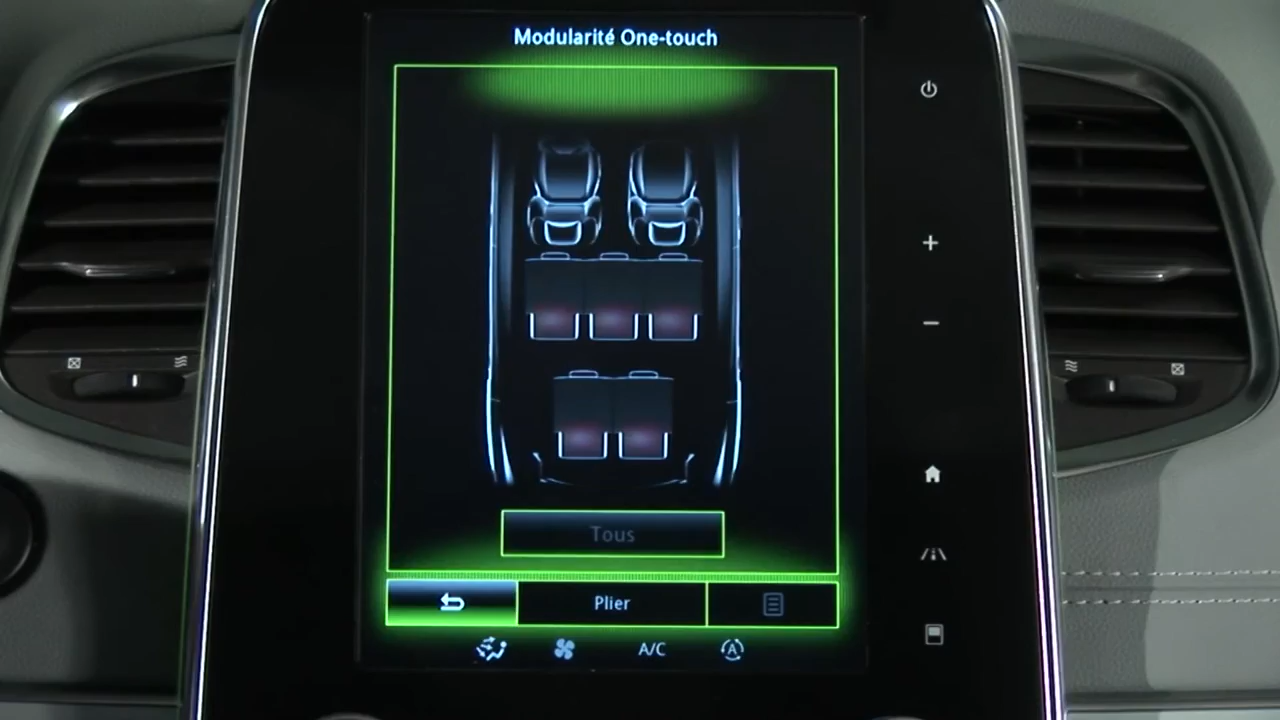 Modularité One-touch
+
−
Tous
Plier
A/C
A